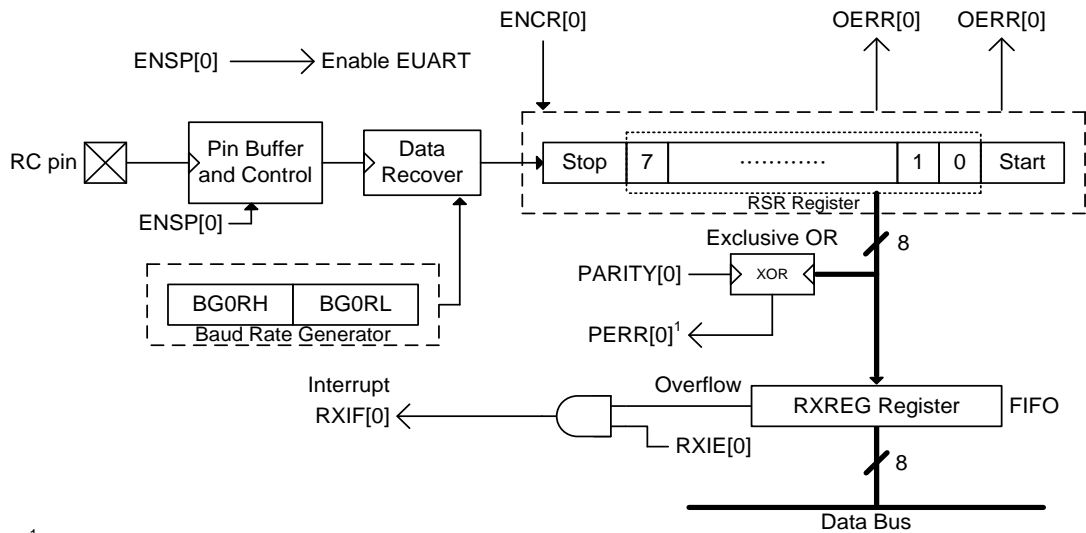 ENCR[0]
OERR[0]
OERR[0]
ENSP[0]
Enable EUART
RC pin
Pin Buffer
and Control
Data
Recover
Stop
7
............
1
0
Start
RSR Register
ENSP[0]
8
Exclusive OR
PARITY[0]
XOR
BG0RH
BG0RL
Baud Rate Generator
PERR[0]¹
Interrupt
RXIF[0]
Overflow
RXREG Register
FIFO
RXIE[0]
8
Data Bus
1